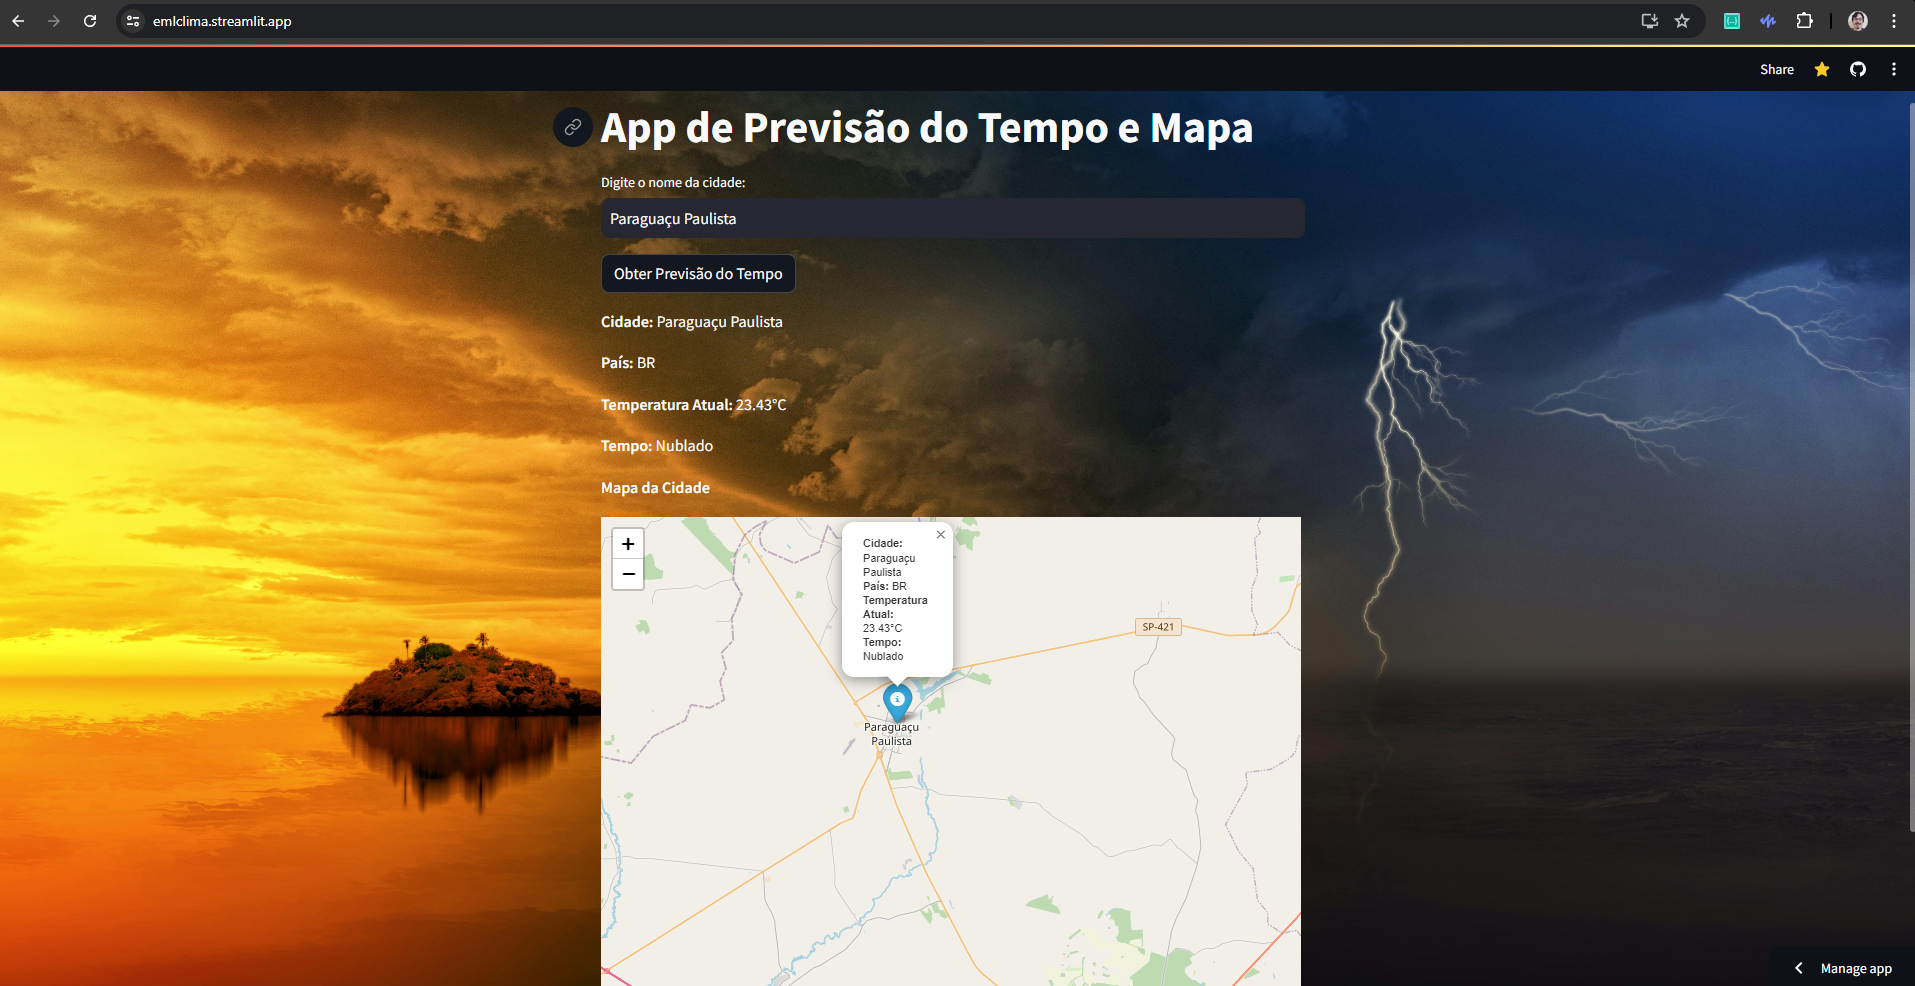 emlclima.streamlit.app
Share
App de Previsão do Tempo e Mapa
Digite o nome da cidade:
Paraguaçu Paulista
Obter Previsão do Tempo
Cidade: Paraguaçu Paulista
País: BR
Temperatura Atual: 23.43°C
Tempo: Nublado
Mapa da Cidade
+
−
Cidade:
Paraguaçu
Paulista
País: BR
Temperatura
Atual:
23.43°C
Tempo:
Nublado
SP-421
Paraguaçu
Paulista
Manage app